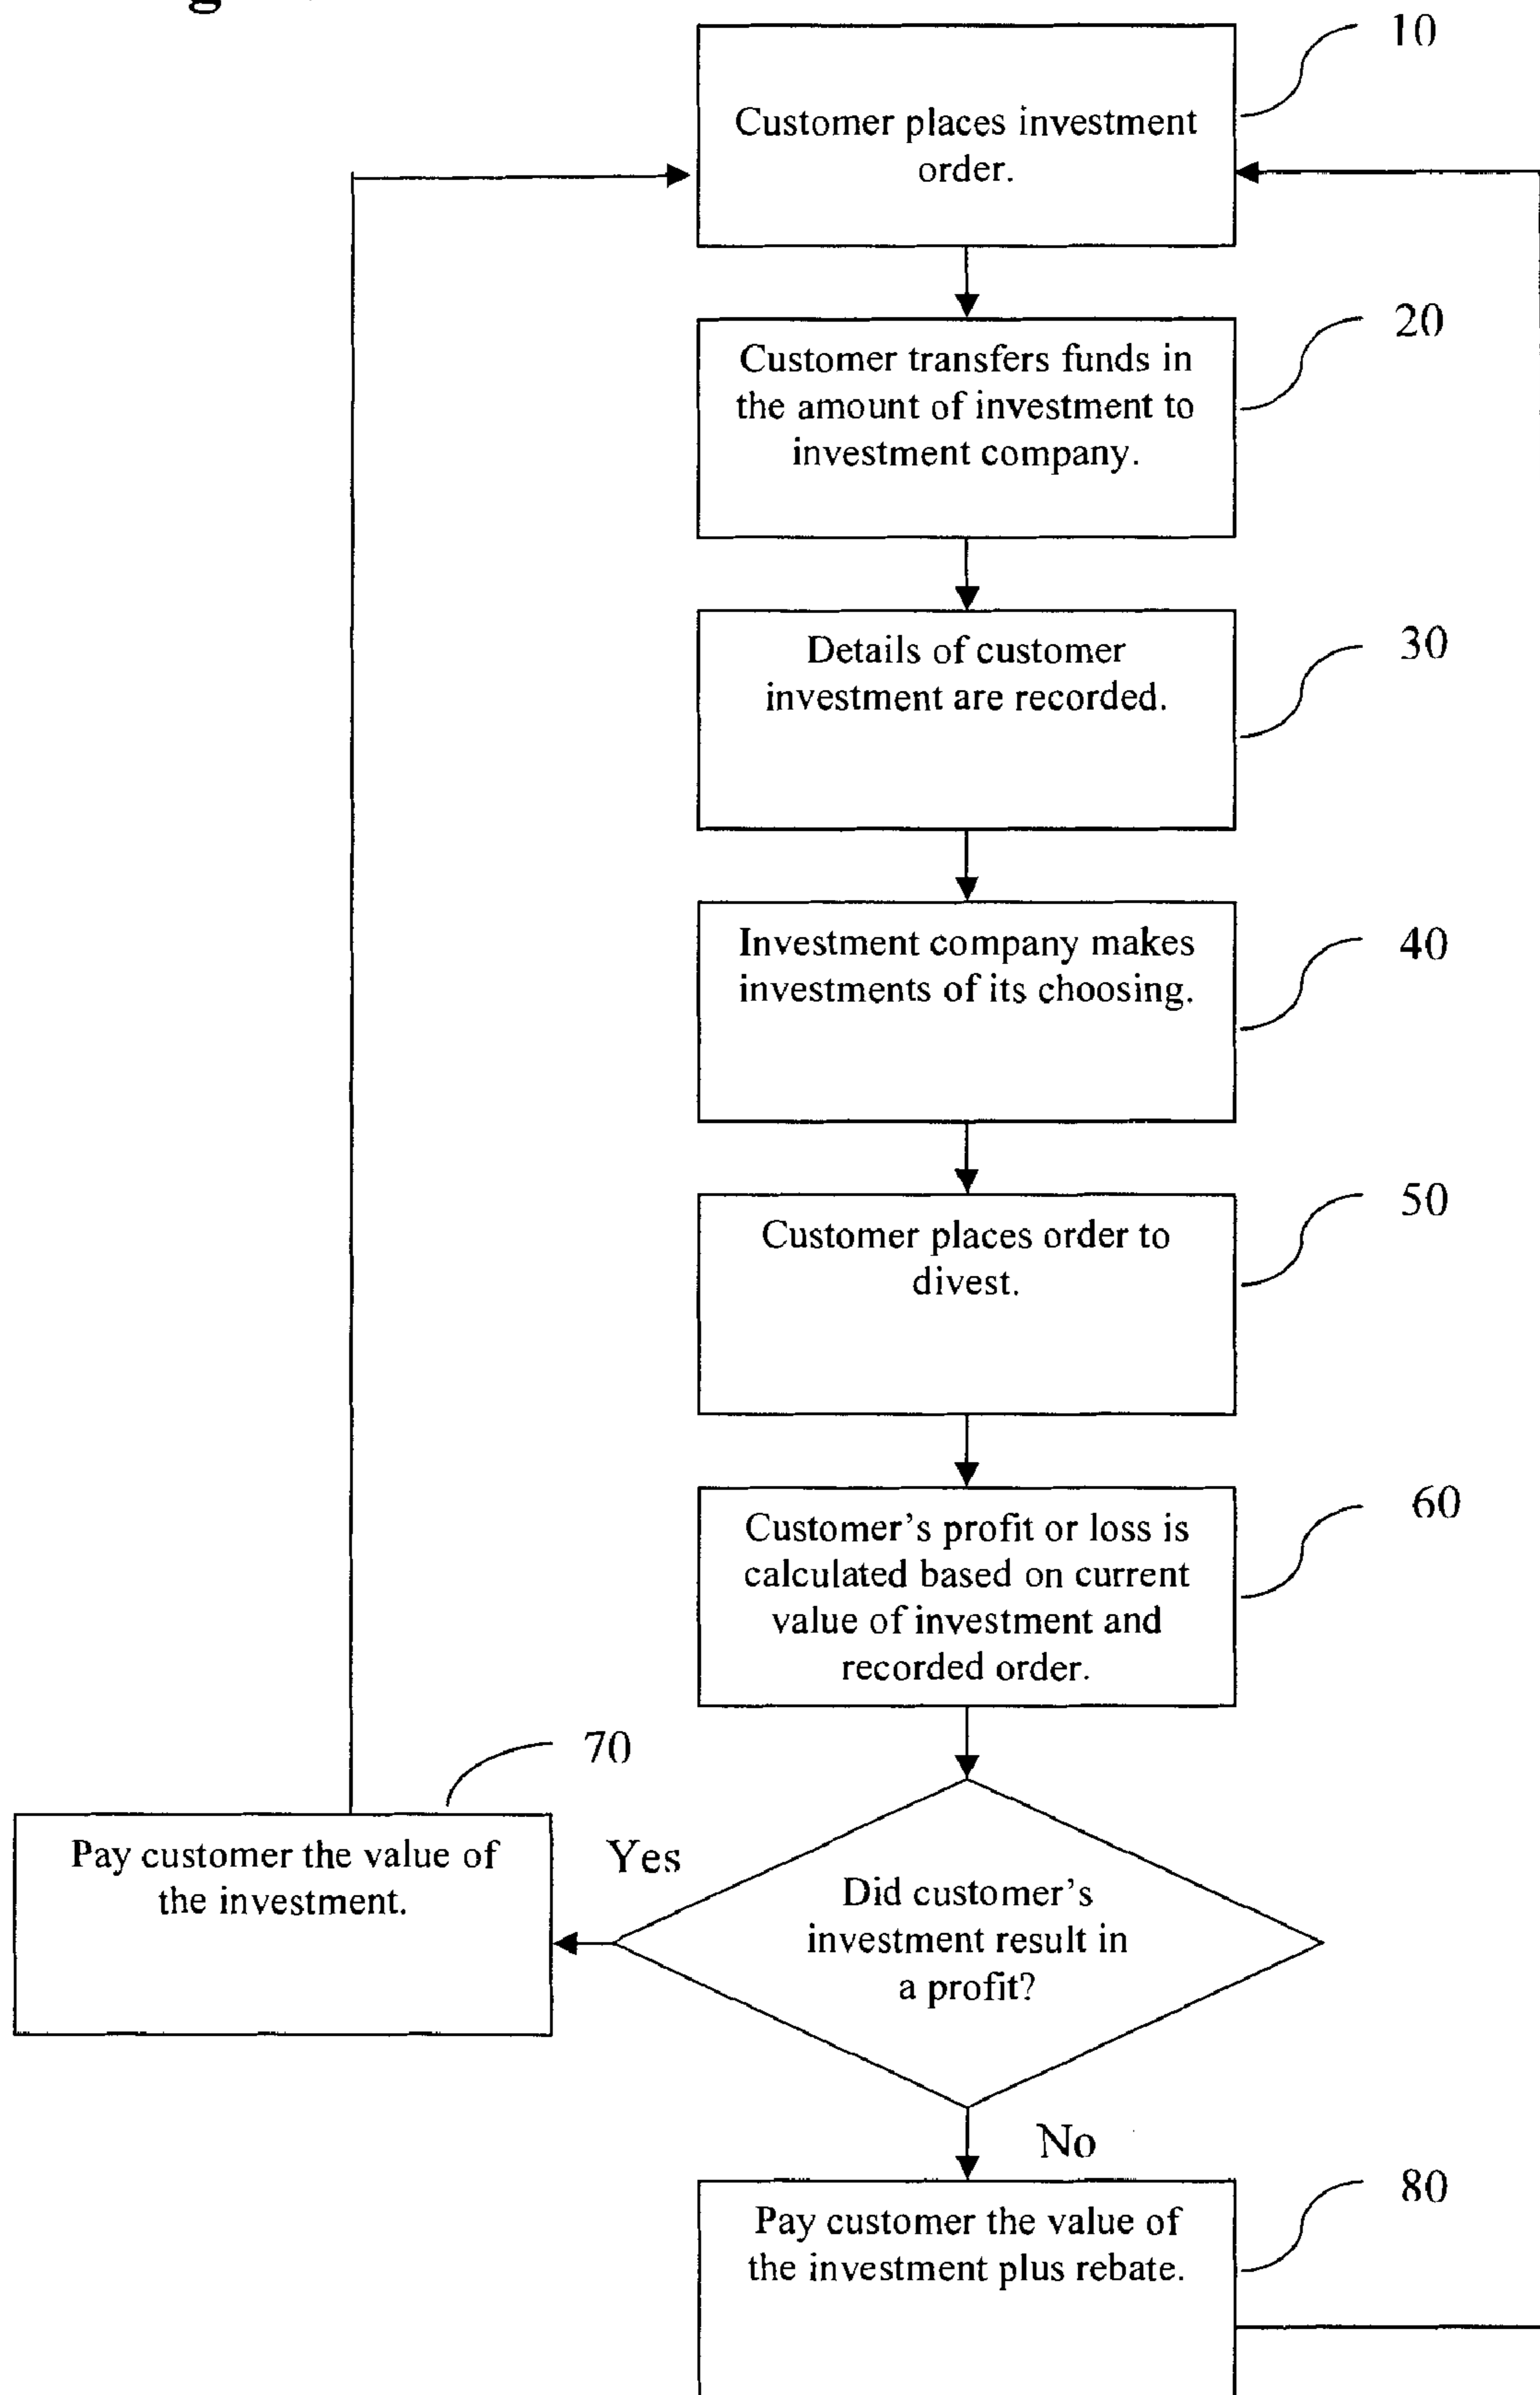 10
Customer places investment
order.
20
Customer transfers funds in
the amount of investment to
investment company.
30
Details of customer
investment are recorded.
40
Investment company makes
investments of its choosing.
50
Customer places order to
divest.
60
Customer’s profit or loss is
calculated based on current
value of investment and
recorded order.
70
Pay customer the value of
the investment.
Yes
Did customer’s
investment result in
a profit?
No
80
Pay customer the value of
the investment plus rebate.